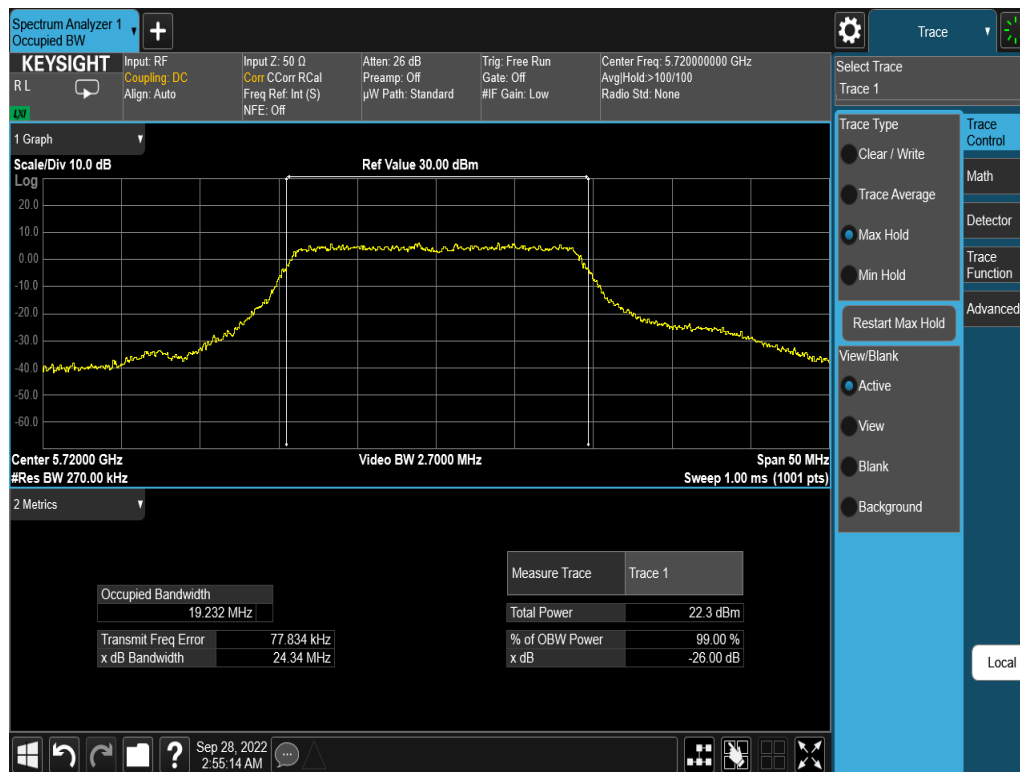 Spectrum Analyzer 1
Occupied BW
+
Trace
KEYSIGHT
R L
LXI
Input: RF
Coupling: DC
Align: Auto
Input Z: 50 Ω
Corr CCorr RCal
Freq Ref: Int (S)
NFE: Off
Atten: 26 dB
Preamp: Off
µW Path: Standard
Trig: Free Run
Gate: Off
#IF Gain: Low
Center Freq: 5.720000000 GHz
Avg|Hold:>100/100
Radio Std: None
Select Trace
Trace 1
1 Graph
Scale/Div 10.0 dB
Ref Value 30.00 dBm
Log
20.0
10.0
0.00
-10.0
-20.0
-30.0
-40.0
-50.0
-60.0
Center 5.72000 GHz
#Res BW 270.00 kHz
Video BW 2.7000 MHz
Span 50 MHz
Sweep 1.00 ms (1001 pts)
2 Metrics
Occupied Bandwidth
19.232 MHz
Transmit Freq Error 77.834 kHz
x dB Bandwidth 24.34 MHz
Measure Trace Trace 1
Total Power 22.3 dBm
% of OBW Power 99.00 %
x dB -26.00 dB
Trace Type
Clear / Write
Trace Average
Max Hold
Min Hold
Restart Max Hold
View/Blank
Active
View
Blank
Background
Trace
Control
Math
Detector
Trace
Function
Advanced
Local
?
Sep 28, 2022
2:55:14 AM